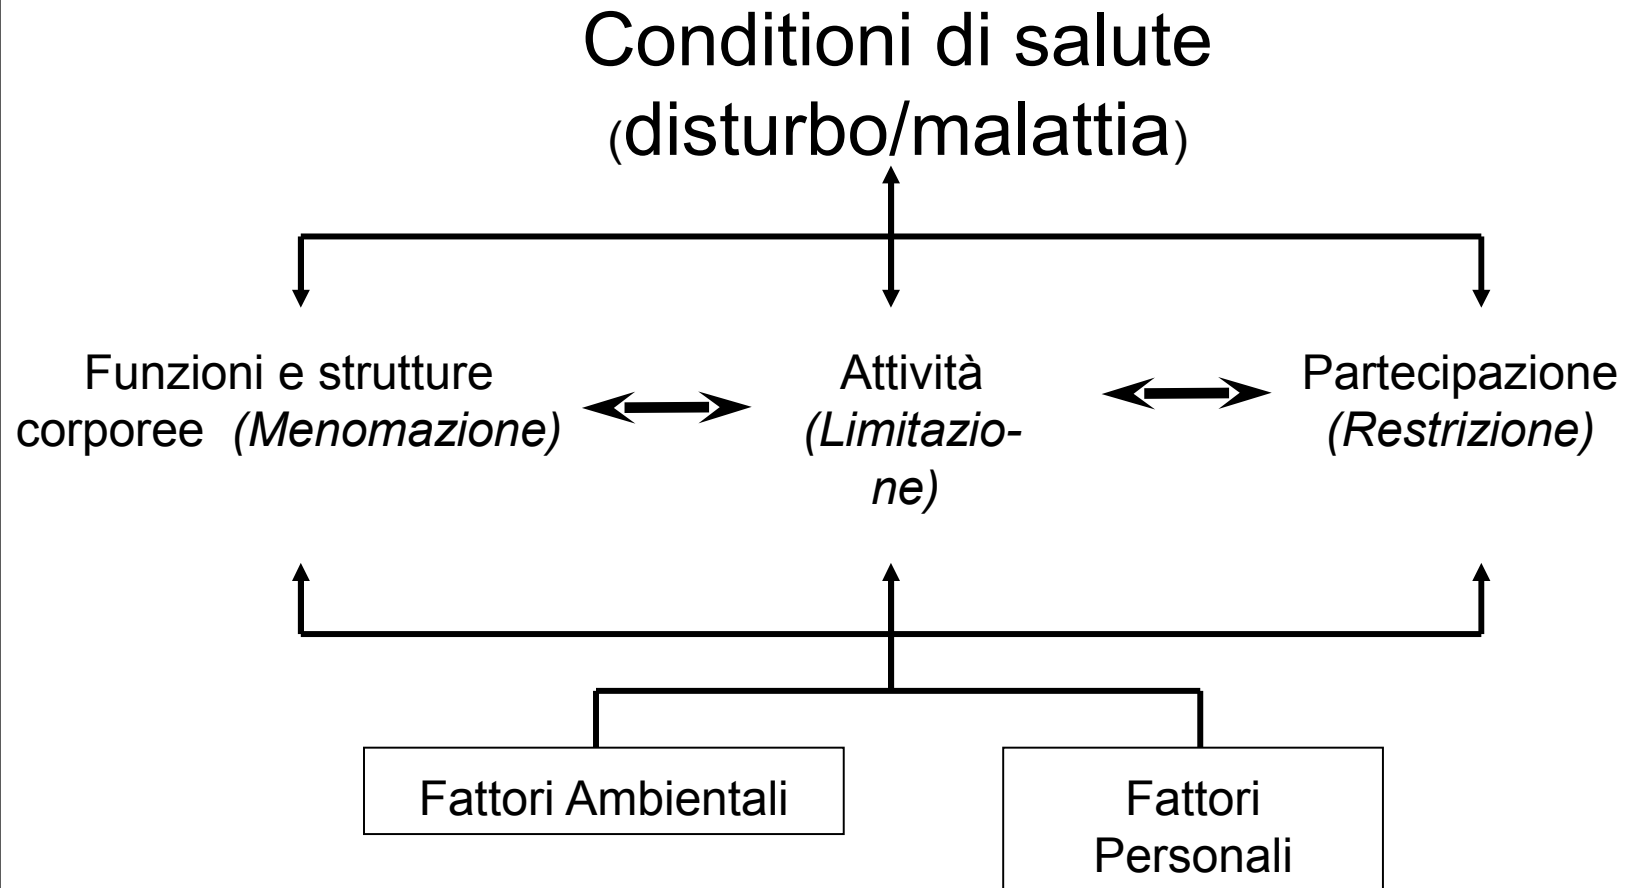 Conditioni di salute
(disturbo/malattia)
Funzioni e strutture
corporee (Menomazione)
Attività
(Limitazio-
ne)
Partecipazione
(Restrizione)
Fattori Ambientali
Fattori
Personali